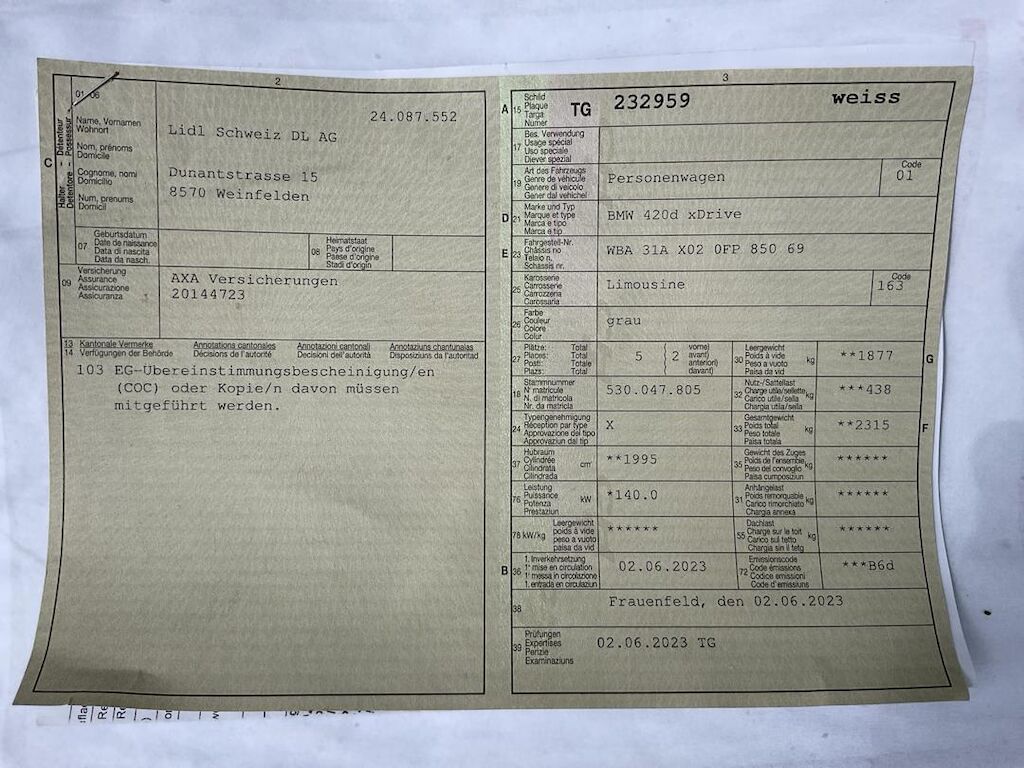 2
01-06
24.087.552
C
Halter – Détenteur
Detentore – Possessur
Name, Vornamen
Wohnort
Nom, prénoms
Domicile
Cognome, nomi
Domicilio
Num, prenums
Domicil
Lidl Schweiz DL AG
Dunantstrasse 15
8570 Weinfelden
07
Geburtsdatum
Date de naissance
Data di nascita
Data da nasch.
08
Heimatstaat
Pays d'origine
Paese d'origine
Stadi d'origin
09
Versicherung
Assurance
Assicurazione
Assicuranza
AXA Versicherungen
20144723
13 Kantonale Vermerke Annotations cantonales Annotazioni cantonali Annotaziuns chantunalas
14 Verfügungen der Behörde Décisions de l'autorité Decisioni dell'autorità Disposiziuns da l'autoritad
103 EG-Übereinstimmungsbescheinigung/en
(COC) oder Kopie/n davon müssen
mitgeführt werden.
3
A 15
Schild
Plaque
Targa
Numer
TG 232959 weiss
17
Bes. Verwendung
Usage spécial
Uso speciale
Diever spezial
19
Art des Fahrzeugs
Genre de véhicule
Genere di veicolo
Gener dal vehichel
Personenwagen
Code
01
D 21
Marke und Typ
Marque et type
Marca e tipo
Marca e tip
BMW 420d xDrive
E 23
Fahrgestell-Nr.
Châssis no
Telaio n.
Schassis nr.
WBA 31A X02 0FP 850 69
25
Karosserie
Carrosserie
Carrozzeria
Carossaria
Limousine
Code
163
26
Farbe
Couleur
Colore
Colur
grau
27
Plätze: Total
Places: Total
Posti: Totale
Plazs: Total
5 ( 2
vorne)
avant)
anteriori)
davant)
30
Leergewicht
Poids à vide
Peso a vuoto
Paisa da vid
kg
**1877
G
18
Stammnummer
N° matricule
N. di matricola
Nr. da matricla
530.047.805
32
Nutz-/Sattellast
Charge utile/sellette
Carico utile/sella
Chargia utila/sella
kg
***438
24
Typengenehmigung
Réception par type
Approvazione del tipo
Approvaziun dal tip
X
33
Gesamtgewicht
Poids total
Peso totale
Paisa totala
kg
**2315
F
37
Hubraum
Cylindrée
Cilindrata
Cilindrada
cm³
**1995
35
Gewicht des Zuges
Poids de l'ensemble
Peso del convoglio
Paisa cumposiziun
kg
******
76
Leistung
Puissance
Potenza
Prestaziun
kW
*140.0
31
Anhängelast
Poids remorquable
Carico rimorchiato
Chargia annexa
kg
******
78 kW/kg
Leergewicht
poids à vide
peso a vuoto
paisa da vid
******
55
Dachlast
Charge sur le toit
Carico sul tetto
Chargia sin il tetg
kg
******
B 36
1. Inverkehrsetzung
1re mise en circulation
1a messa in circolazione
1. entrada en circulaziun
02.06.2023
72
Emissionscode
Code émissions
Codice emissioni
Code d'emissiuns
***B6d
38
Frauenfeld, den 02.06.2023
39
Prüfungen
Expertises
Perizie
Examinaziuns
02.06.2023 TG